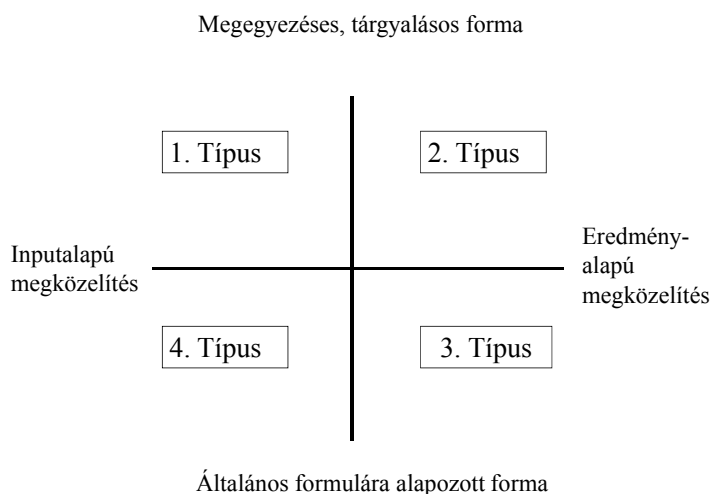 Megegyezéses, tárgyalásos forma
1. Típus
2. Típus
Inputalapú
megközelítés
Eredmény-
alapú
megközelítés
4. Típus
3. Típus
Általános formulára alapozott forma